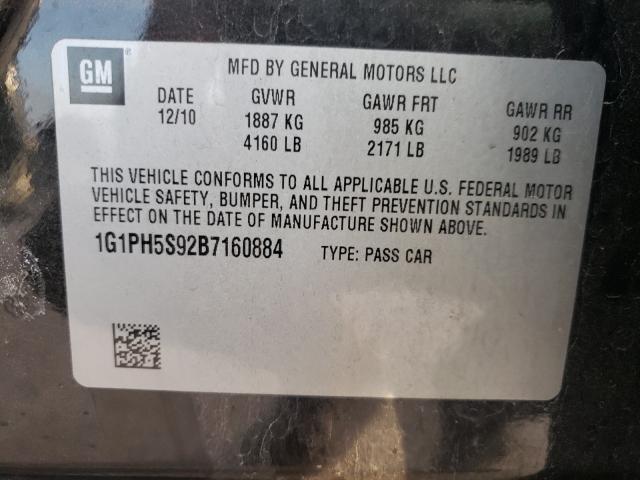 GM ®
MFD BY GENERAL MOTORS LLC
DATE GVWR GAWR FRT GAWR RR
12/10 1887 KG 985 KG 902 KG
4160 LB 2171 LB 1989 LB
THIS VEHICLE CONFORMS TO ALL APPLICABLE U.S. FEDERAL MOTOR
VEHICLE SAFETY, BUMPER, AND THEFT PREVENTION STANDARDS IN
EFFECT ON THE DATE OF MANUFACTURE SHOWN ABOVE.
1G1PH5S92B7160884 TYPE: PASS CAR